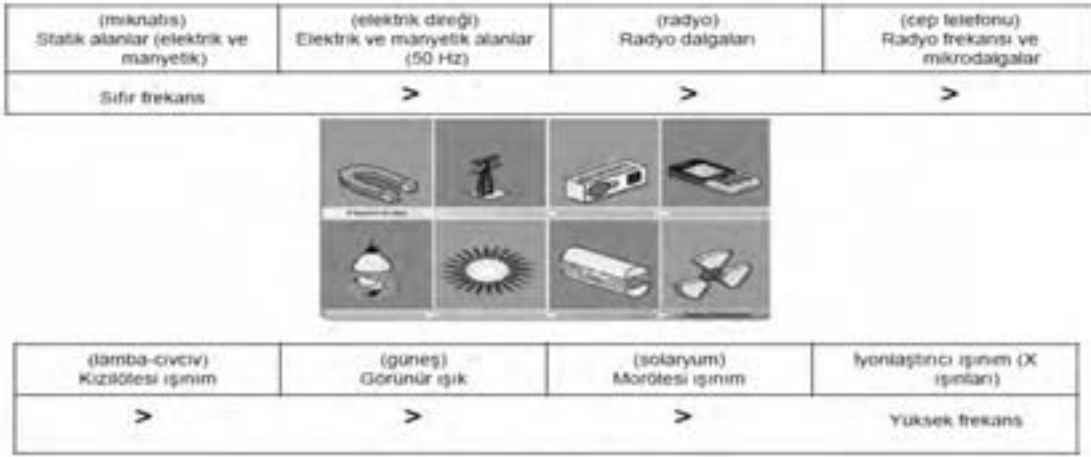 (mıknatıs)
Statik alanlar (elektrik ve
manyetik)
(elektrik direği)
Elektrik ve manyetik alanlar
(50 Hz)
(radyo)
Radyo dalgaları
(cep telefonu)
Radyo frekansı ve
mikrodalgalar
Sıfır frekans
>
>
>
(lamba-civciv)
Kızılötesi ışınım
(güneş)
Görünür ışık
(solaryum)
Morötesi ışınım
İyonlaştırıcı ışınım (X
ışınları)
>
>
>
Yüksek frekans